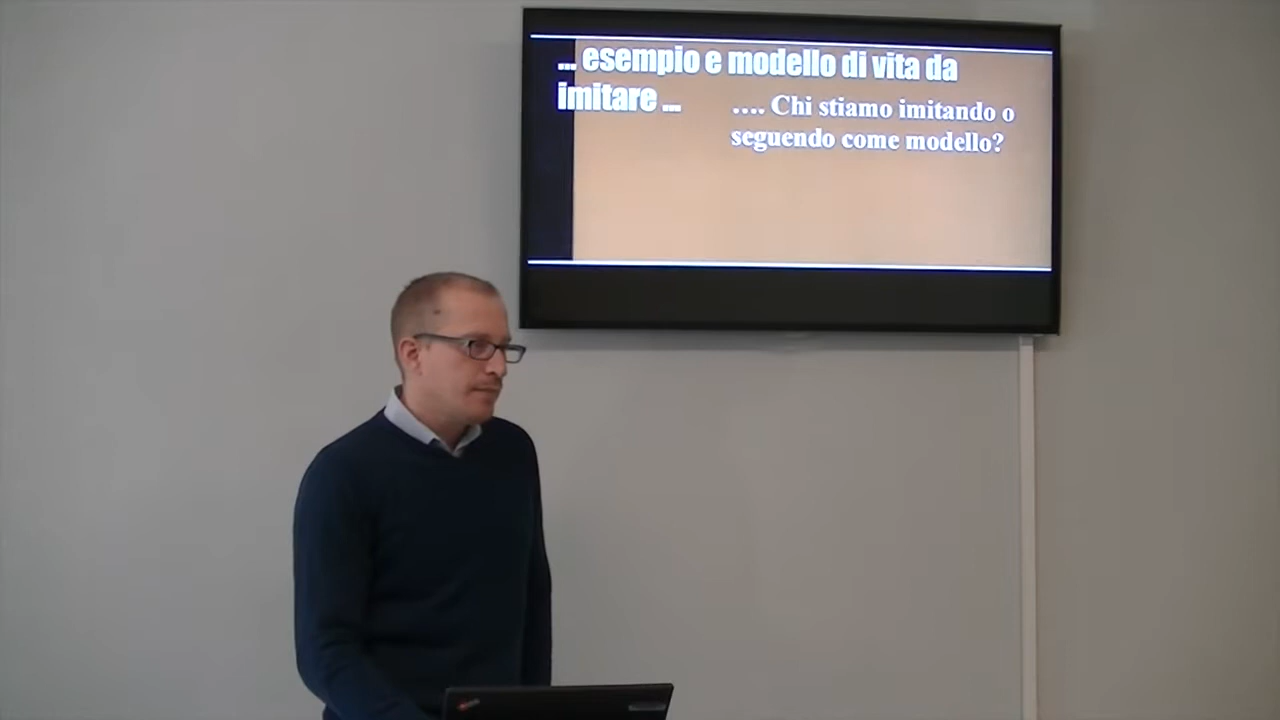 ... esempio e modello di vita da
imitare ...
.... Chi stiamo imitando o
seguendo come modello?